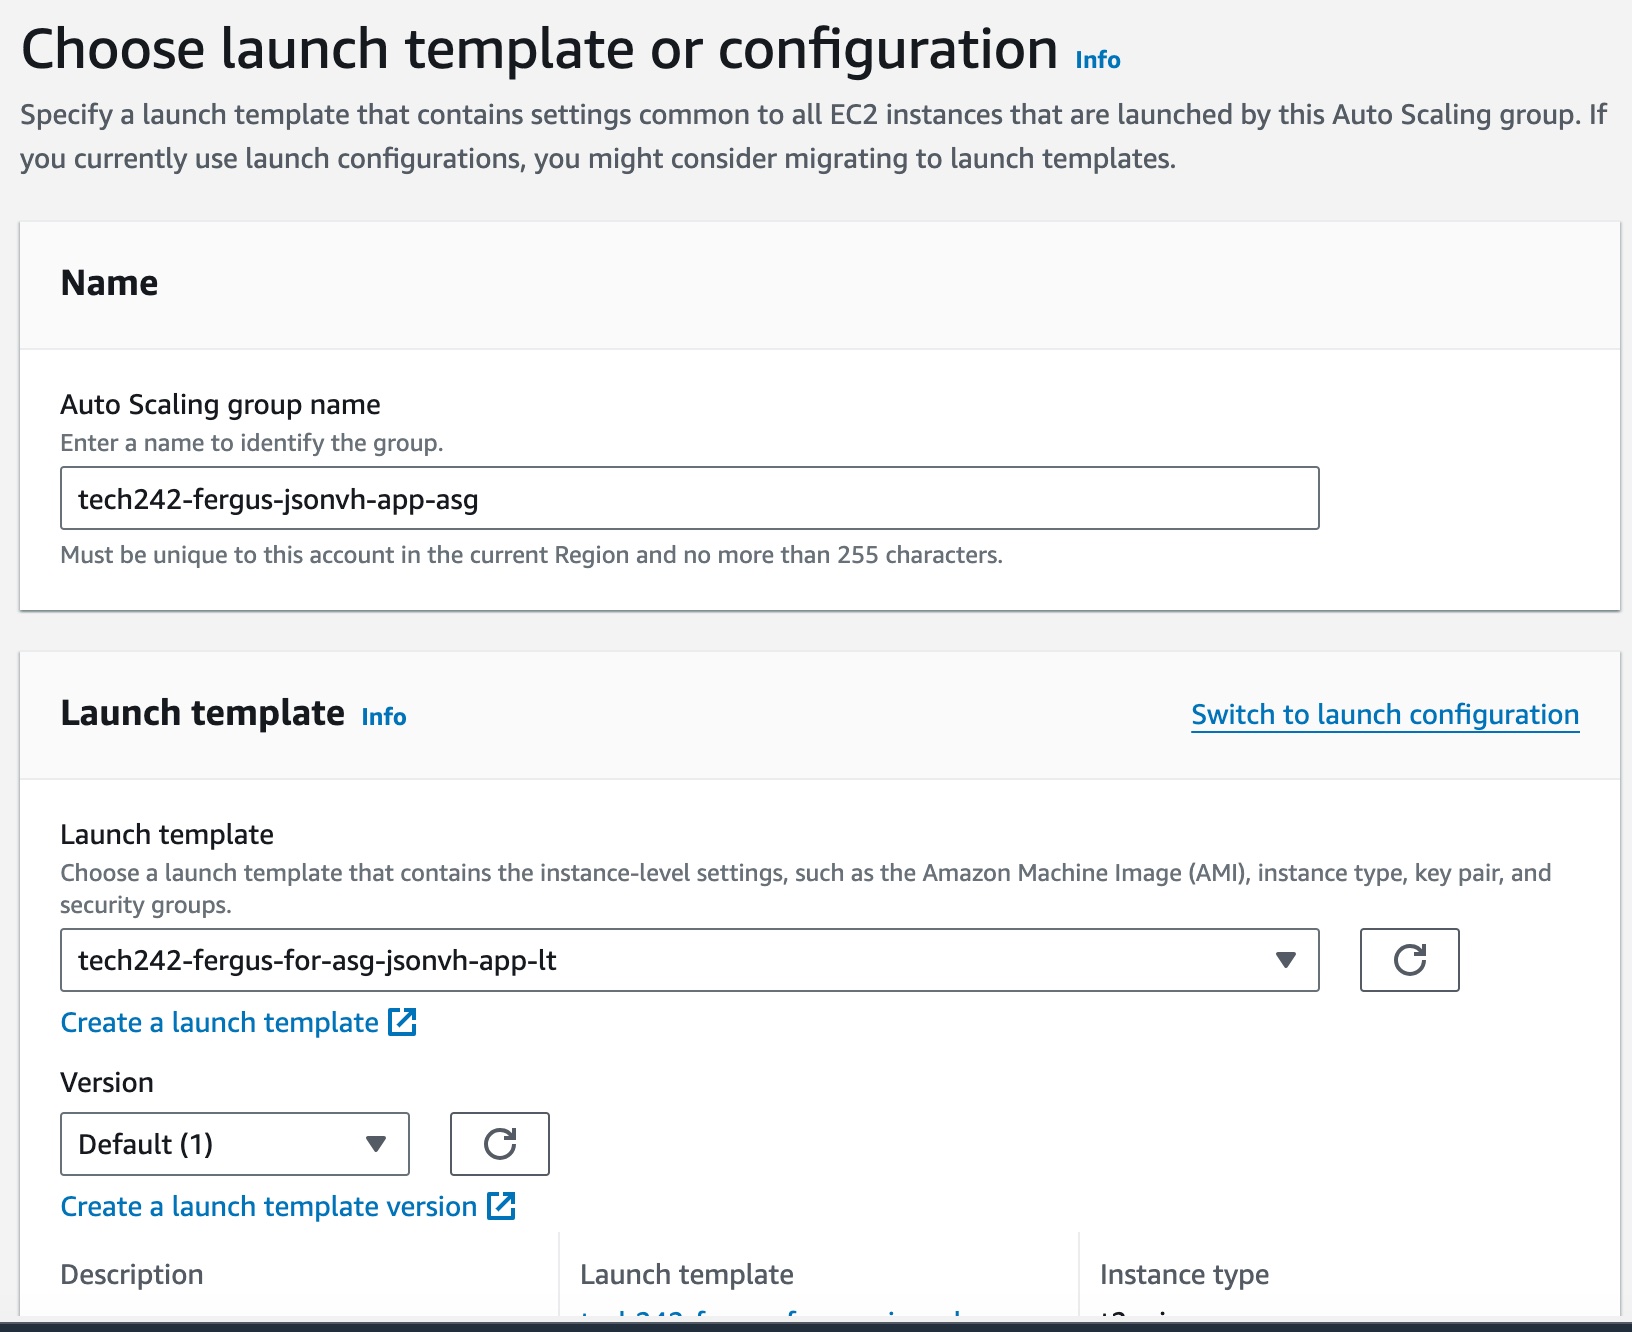 Choose launch template or configuration Info
Specify a launch template that contains settings common to all EC2 instances that are launched by this Auto Scaling group. If
you currently use launch configurations, you might consider migrating to launch templates.
Name
Auto Scaling group name
Enter a name to identify the group.
tech242-fergus-jsonvh-app-asg
Must be unique to this account in the current Region and no more than 255 characters.
Launch template Info
Switch to launch configuration
Launch template
Choose a launch template that contains the instance-level settings, such as the Amazon Machine Image (AMI), instance type, key pair, and
security groups.
tech242-fergus-for-asg-jsonvh-app-lt
Create a launch template
Version
Default (1)
Create a launch template version
Description
Launch template
Instance type